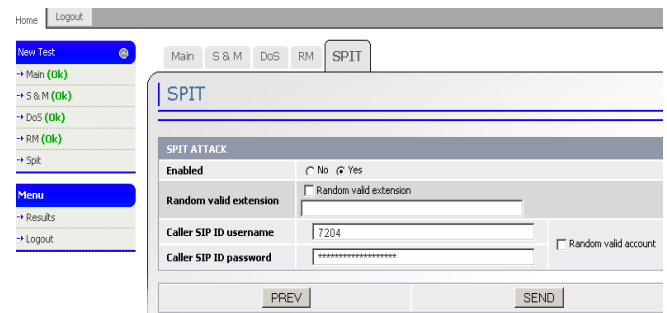 Home Logout
New Test
Main (Ok)
S & M (Ok)
DoS (Ok)
RM (Ok)
Spit
Menu
Results
Logout
Main S & M DoS RM SPIT
SPIT
SPIT ATTACK
Enabled No Yes
Random valid extension Random valid extension
Caller SIP ID username 7204
Random valid account
Caller SIP ID password *******************
PREV SEND